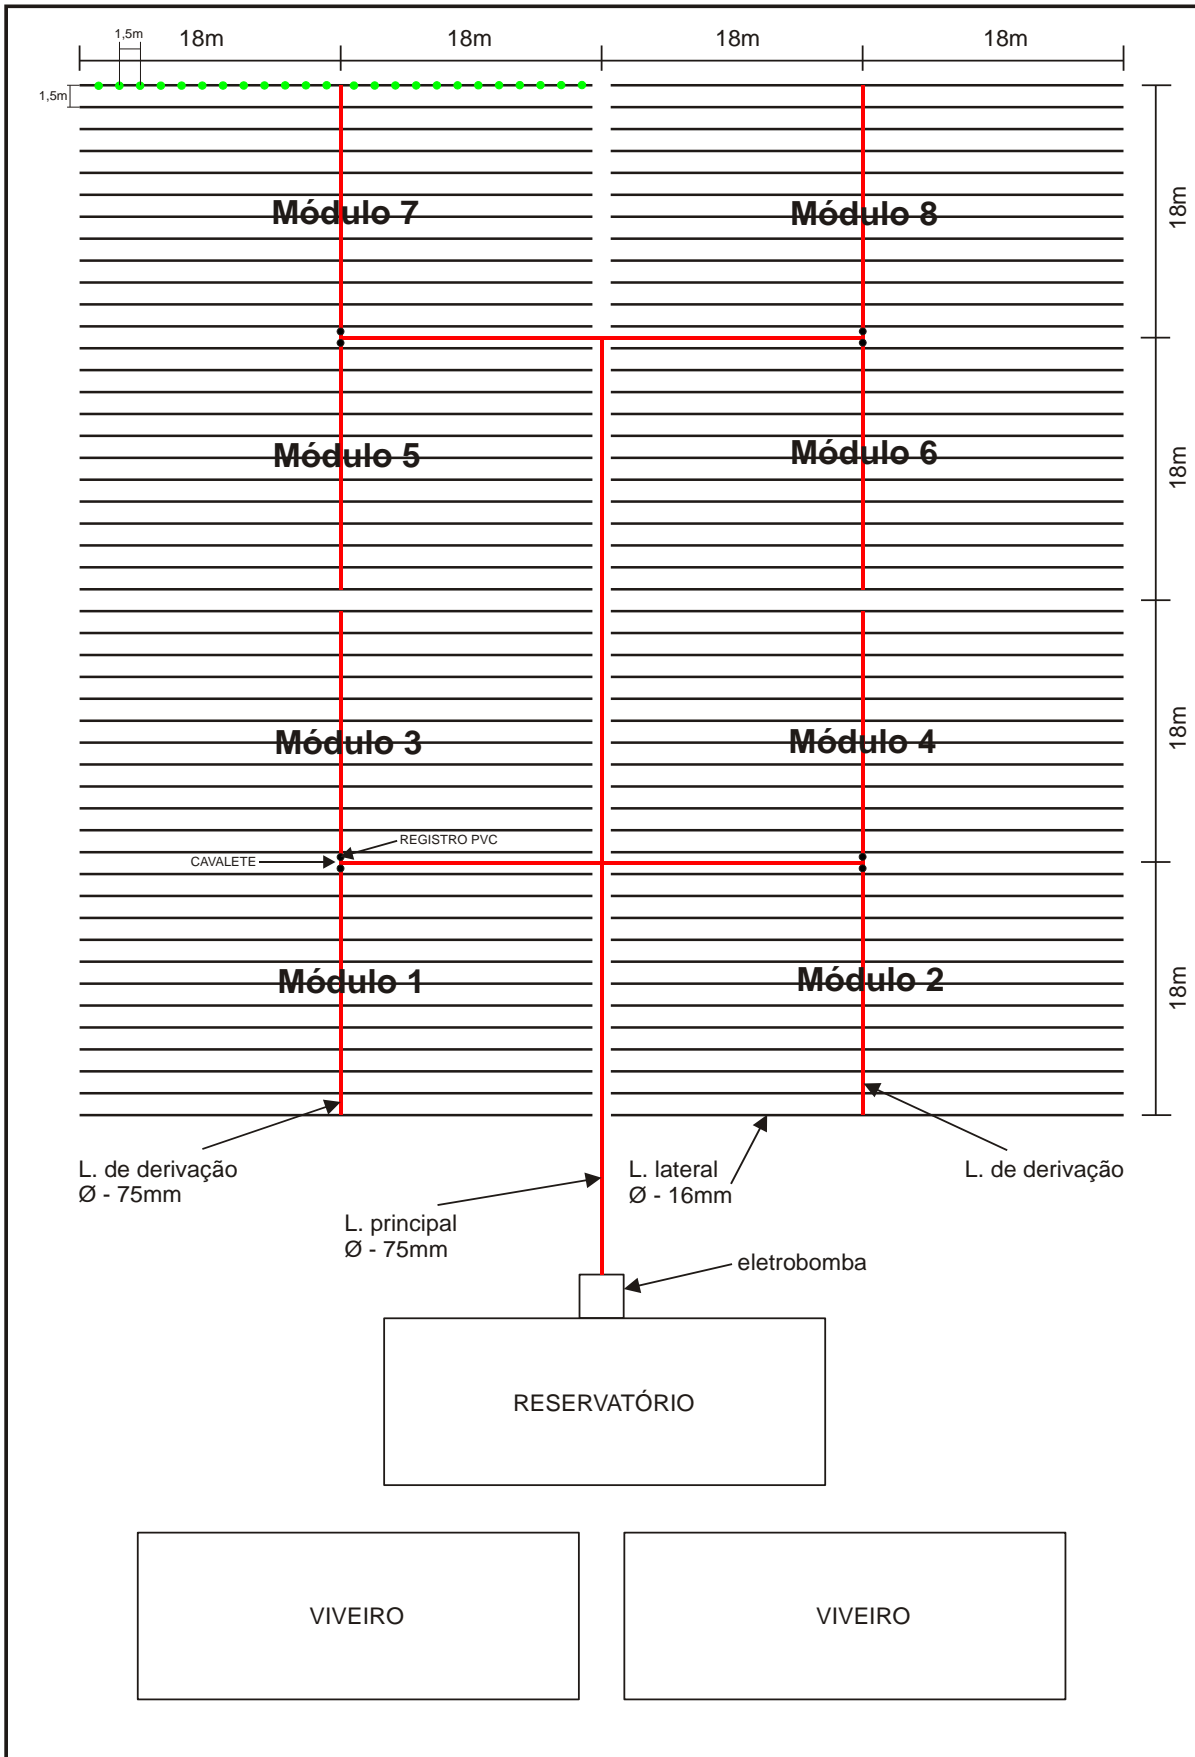 18m
18m
18m
18m
1,5m
1,5m
Módulo 7
Módulo 8
18m
Módulo 5
Módulo 6
18m
Módulo 3
Módulo 4
18m
REGISTRO PVC
CAVALETE
Módulo 1
Módulo 2
18m
L. de derivação
Ø - 75mm
L. principal
Ø - 75mm
L. lateral
Ø - 16mm
L. de derivação
eletrobomba
RESERVATÓRIO
VIVEIRO
VIVEIRO